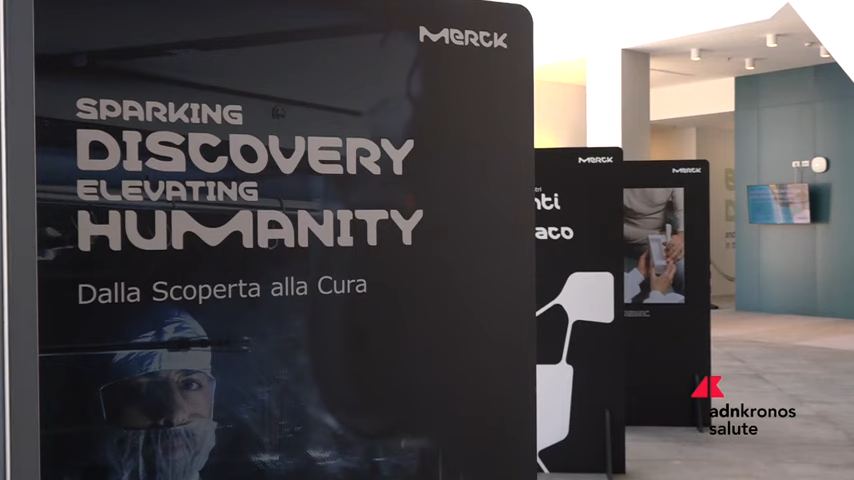 MERCK
SPARKING
DISCOVERY
ELEVATING
HUMANITY
Dalla Scoperta alla Cura
MERCK
MERCK
adnkronos
salute